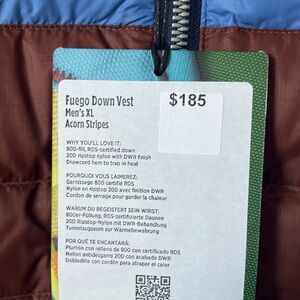 Fuego Down Vest
Men's XL
Acorn Stripes
$185
WHY YOU'LL LOVE IT:
800-fill, RDS-certified down
20D ripstop nylon with DWR finish
Drawcord hem to trap in heat
POURQUOI VOUS L'AIMEREZ:
Garnissage 800 certifié RDS
Nylon en ripstop 20D avec finition DWR
Cordon de serrage pour garder la chaleur
WARUM DU BEGEISTERT SEIN WIRST:
800er-Füllung, RDS-zertifizierte Daunen
20D Ripstop-Nylon mit DWR Behandlung
Tunnelzugsaum zur Wärmebewahrung
POR QUÉ TE ENCANTARÁ:
Plumón con relleno de 800 con certificado RDS
Nailon antidesgarro 20D con acabado DWR
Dobladillo con cordón para atrapar el calor